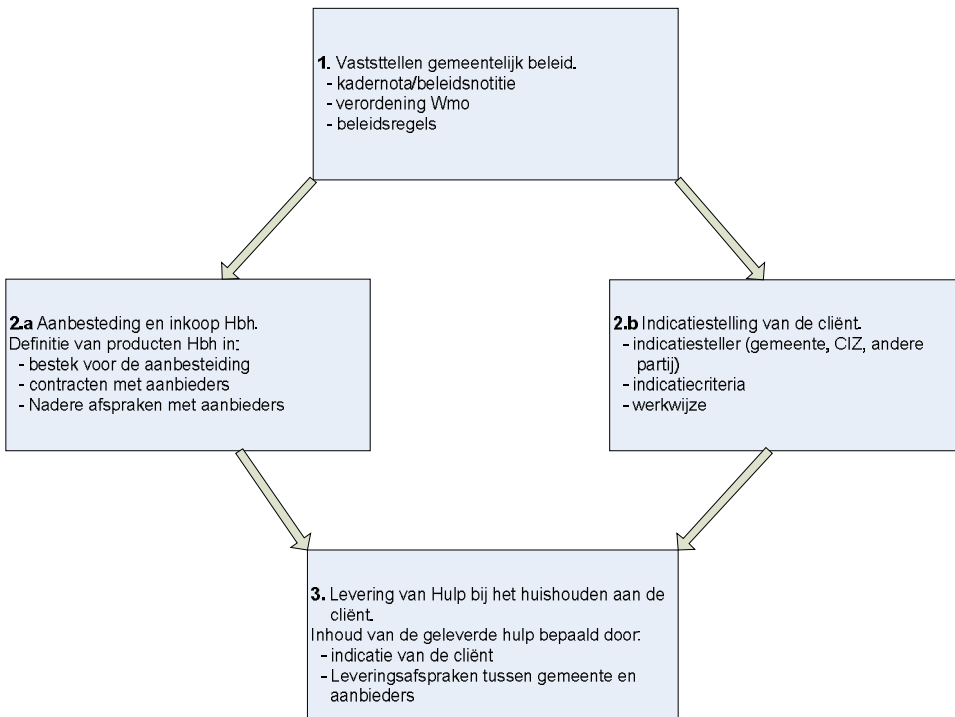 1. Vaststtellen gemeentelijk beleid.
- kadernota/beleidsnotitie
- verordening Wmo
- beleidsregels
2.a Aanbesteding en inkoop Hbh.
Definitie van producten Hbh in:
- bestek voor de aanbesteiding
- contracten met aanbieders
- Nadere afspraken met aanbieders
2.b Indicatiestelling van de cliënt.
- indicatiesteller (gemeente, CIZ, andere
partij)
- indicatiecriteria
- werkwijze
3. Levering van Hulp bij het huishouden aan de
cliënt.
Inhoud van de geleverde hulp bepaald door:
- indicatie van de cliënt
- Leveringsafspraken tussen gemeente en
aanbieders